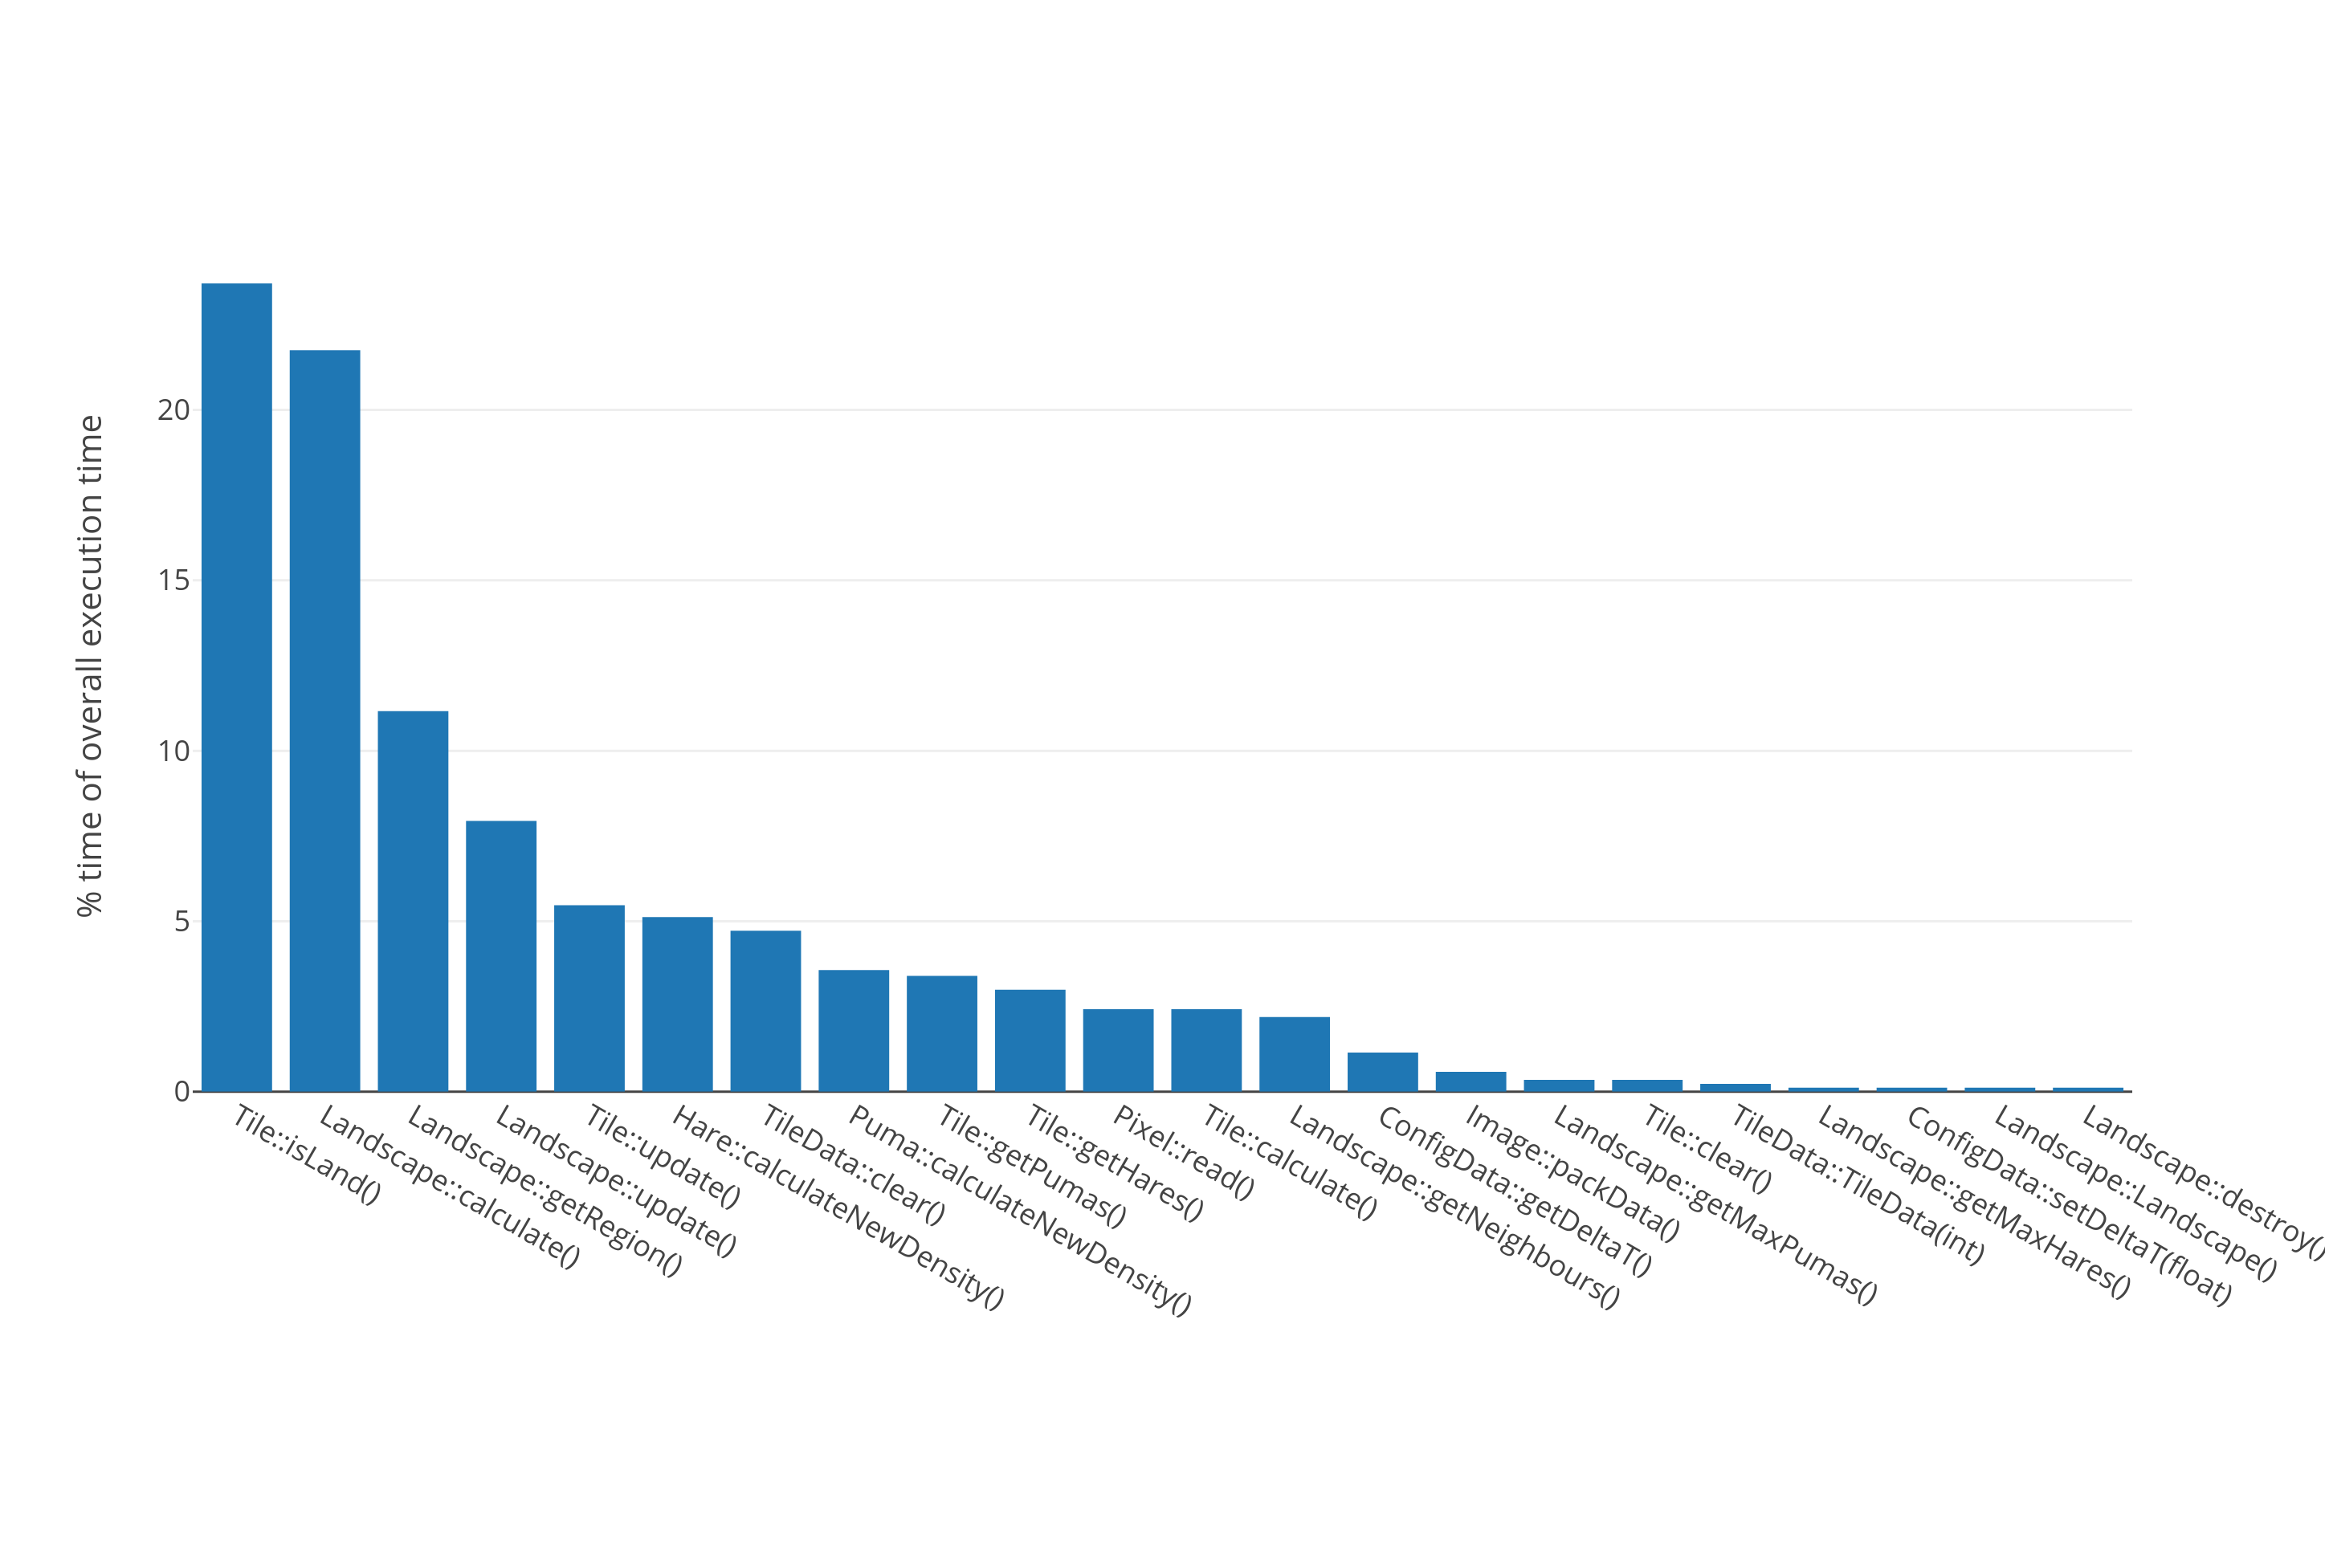 % time of overall execution time
20
15
10
5
0
Tile::isLand()
Landscape::calculate()
Landscape::getRegion()
Landscape::update()
Tile::update()
Hare::calculateNewDensity()
TileData::clear()
Puma::calculateNewDensity()
Tile::getPumas()
Tile::getHares()
Pixel::read()
Tile::calculate()
Landscape::getNeighbours()
ConfigData::getDeltaT()
Image::packData()
Landscape::getMaxPumas()
Tile::clear()
TileData::TileData(int)
Landscape::getMaxHares()
ConfigData::setDeltaT(float)
Landscape::Landscape()
Landscape::destroy()